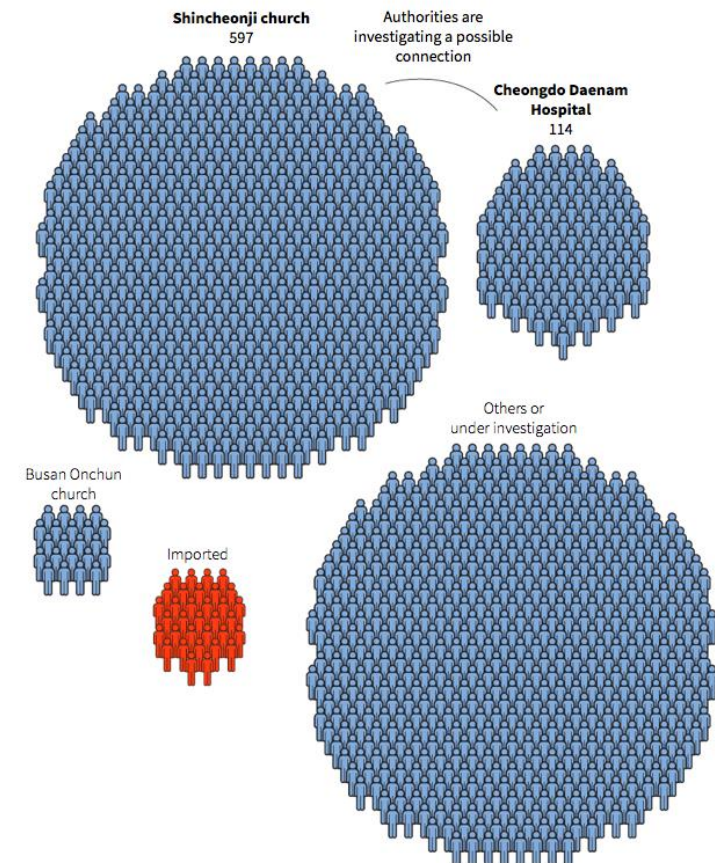 Shincheonji church
597
Authorities are
investigating a possible
connection
Cheongdo Daenam
Hospital
114
Others or
under investigation
Busan Onchun
church
Imported